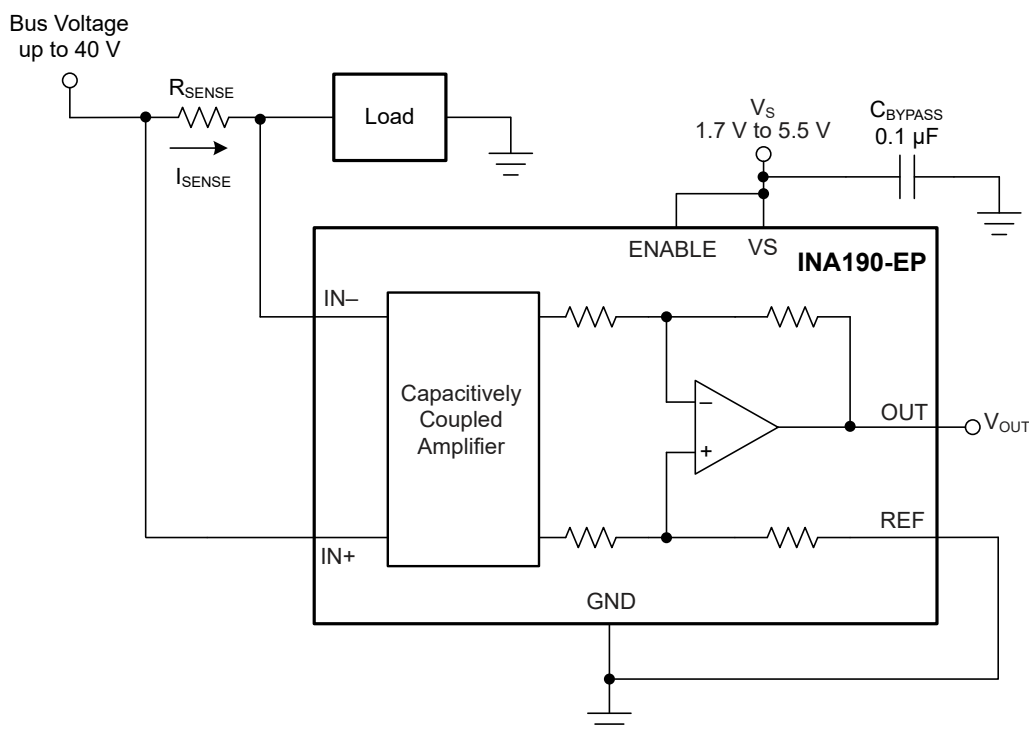 Bus Voltage
up to 40 V
RSENSE
ISENSE
Load
VS
1.7 V to 5.5 V
CBYPASS
0.1 µF
ENABLE
VS
INA190-EP
IN–
Capacitively
Coupled
Amplifier
–
+
OUT
VOUT
REF
IN+
GND